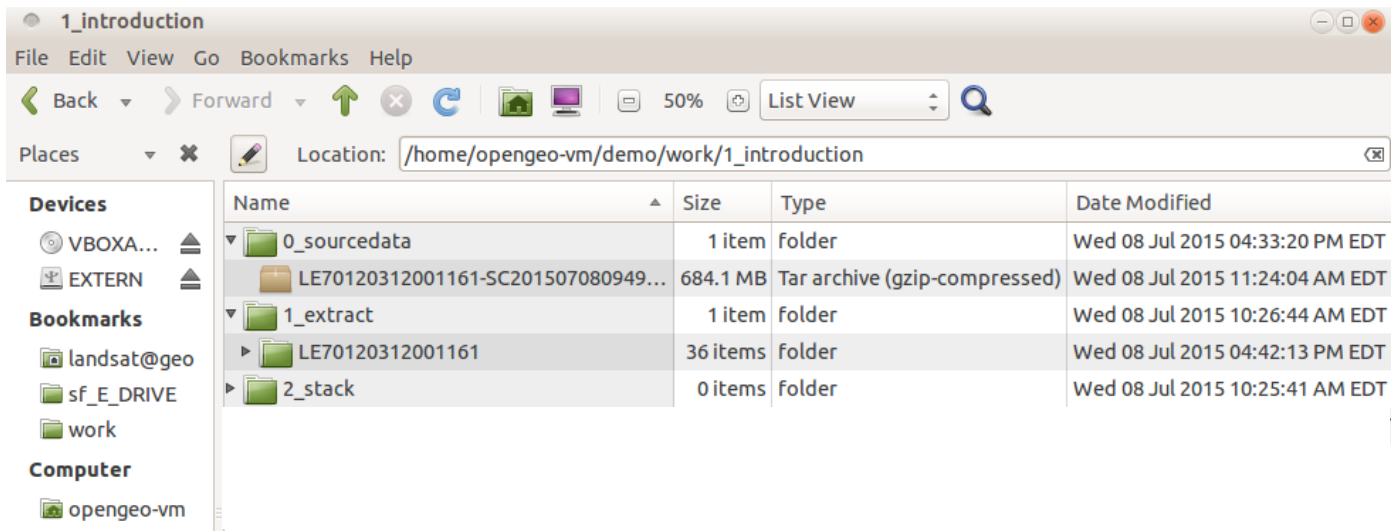 1_introduction
File Edit View Go Bookmarks Help
Back Forward 50% List View
Places Location: /home/opengeo-vm/demo/work/1_introduction
Devices Name Size Type Date Modified
VBOXA... 0_sourcedata 1 item folder Wed 08 Jul 2015 04:33:20 PM EDT
EXTERN LE70120312001161-SC201507080949... 684.1 MB Tar archive (gzip-compressed) Wed 08 Jul 2015 11:24:04 AM EDT
Bookmarks 1_extract 1 item folder Wed 08 Jul 2015 10:26:44 AM EDT
landsat@geo LE70120312001161 36 items folder Wed 08 Jul 2015 04:42:13 PM EDT
sf_E_DRIVE 2_stack 0 items folder Wed 08 Jul 2015 10:25:41 AM EDT
work
Computer
opengeo-vm